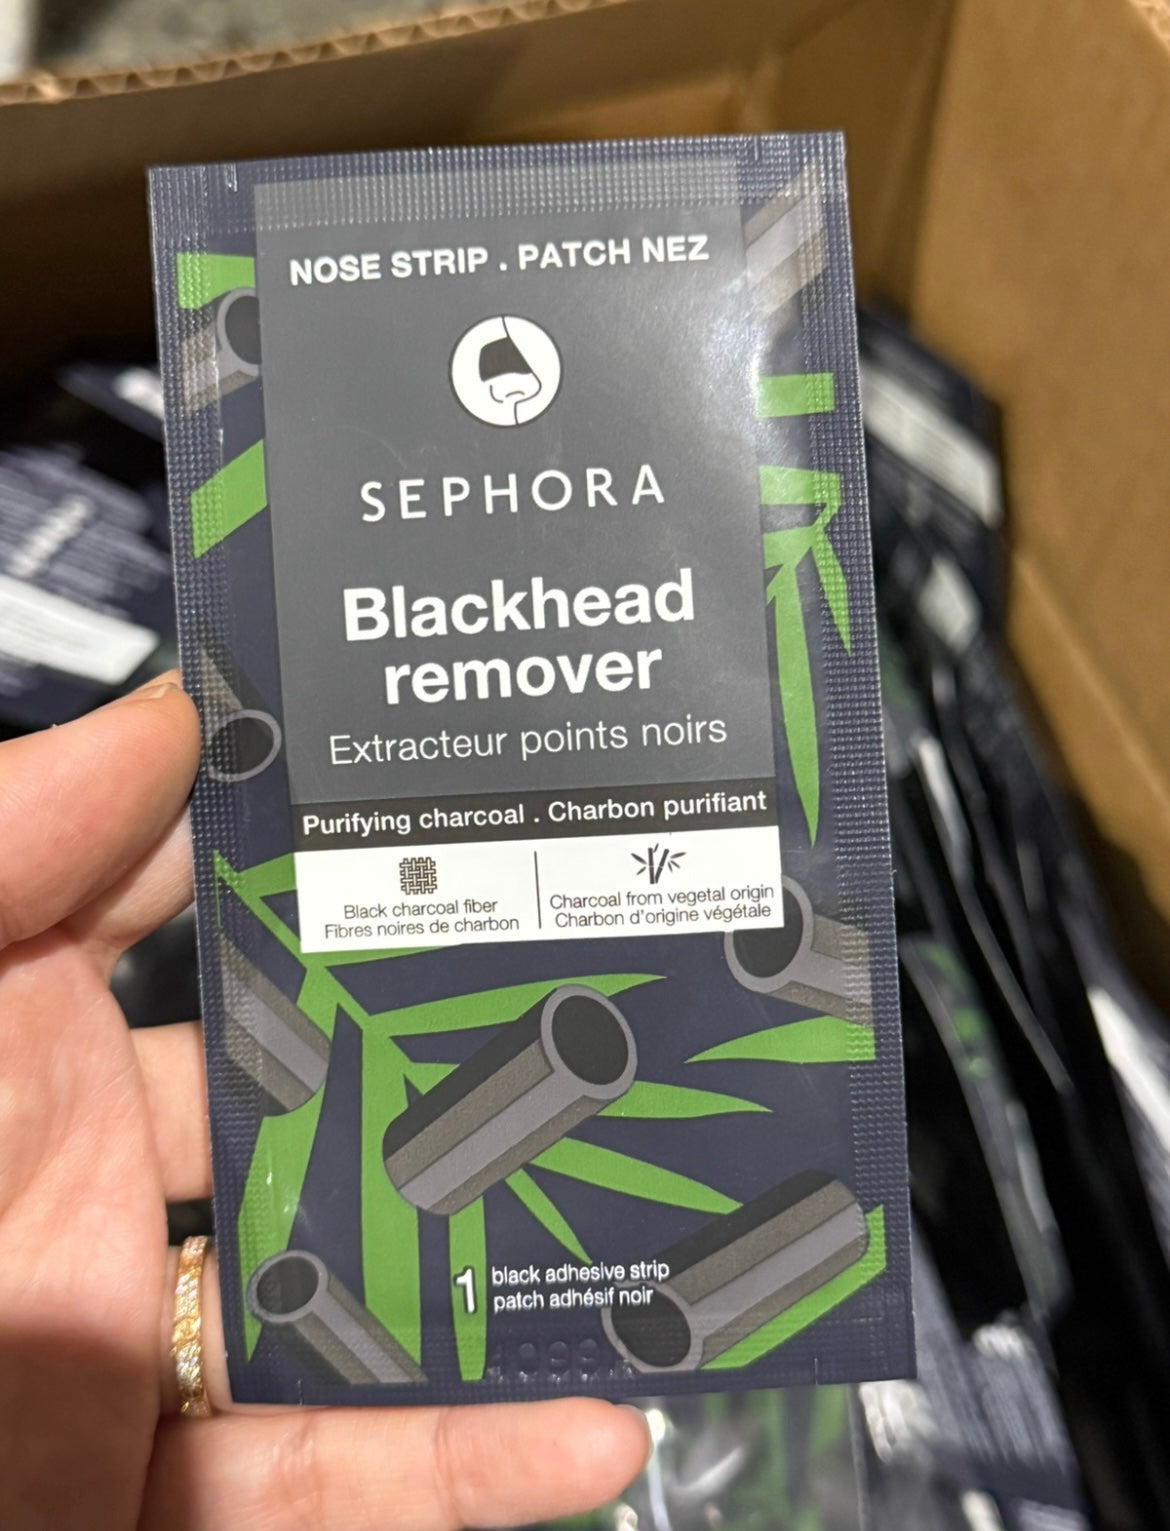 NOSE STRIP . PATCH NEZ
SEPHORA
Blackhead
remover
Extracteur points noirs
Purifying charcoal . Charbon purifiant
Black charcoal fiber
Fibres noires de charbon
Charcoal from vegetal origin
Charbon d'origine végétale
1 black adhesive strip
patch adhésif noir